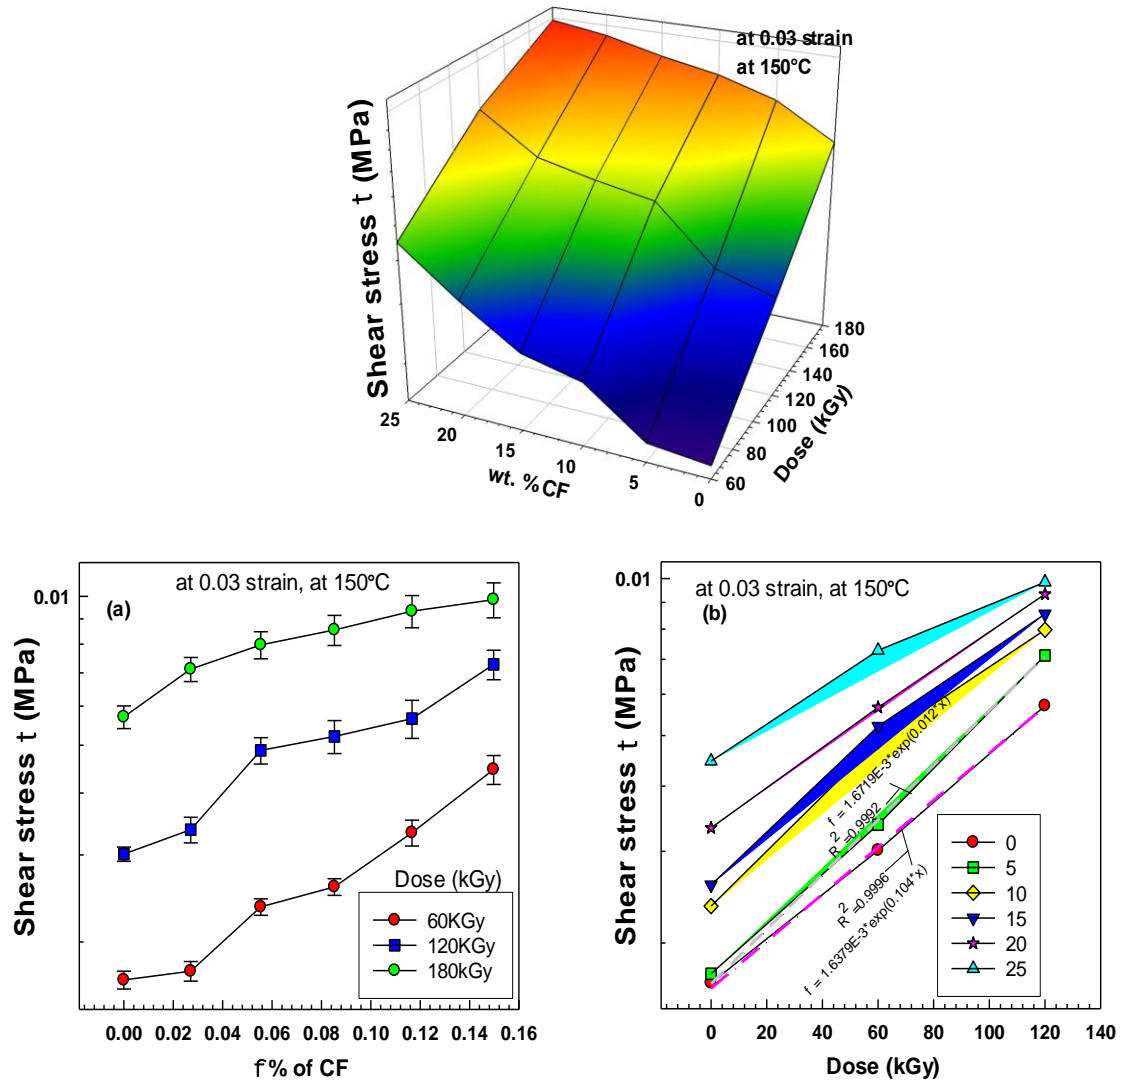 at 0.03 strain
at 150°C
Shear stress t (MPa)
25
20
15
10
5
0
wt. %CF
60
80
100
120
140
160
180
Dose (kGy)
at 0.03 strain, at 150°C
(a)
0.01
Shear stress t (MPa)
Dose (kGy)
60KGy
120KGy
180kGy
0.00 0.02 0.04 0.06 0.08 0.10 0.12 0.14 0.16
f% of CF
0.01
at 0.03 strain, at 150°C
(b)
Shear stress t (MPa)
f = 1.6719E-3*exp(0.012*x)
R²=0.9992
R²=0.9996
f = 1.6379E-3*exp(0.104*x)
0
5
10
15
20
25
0 20 40 60 80 100 120 140
Dose (kGy)